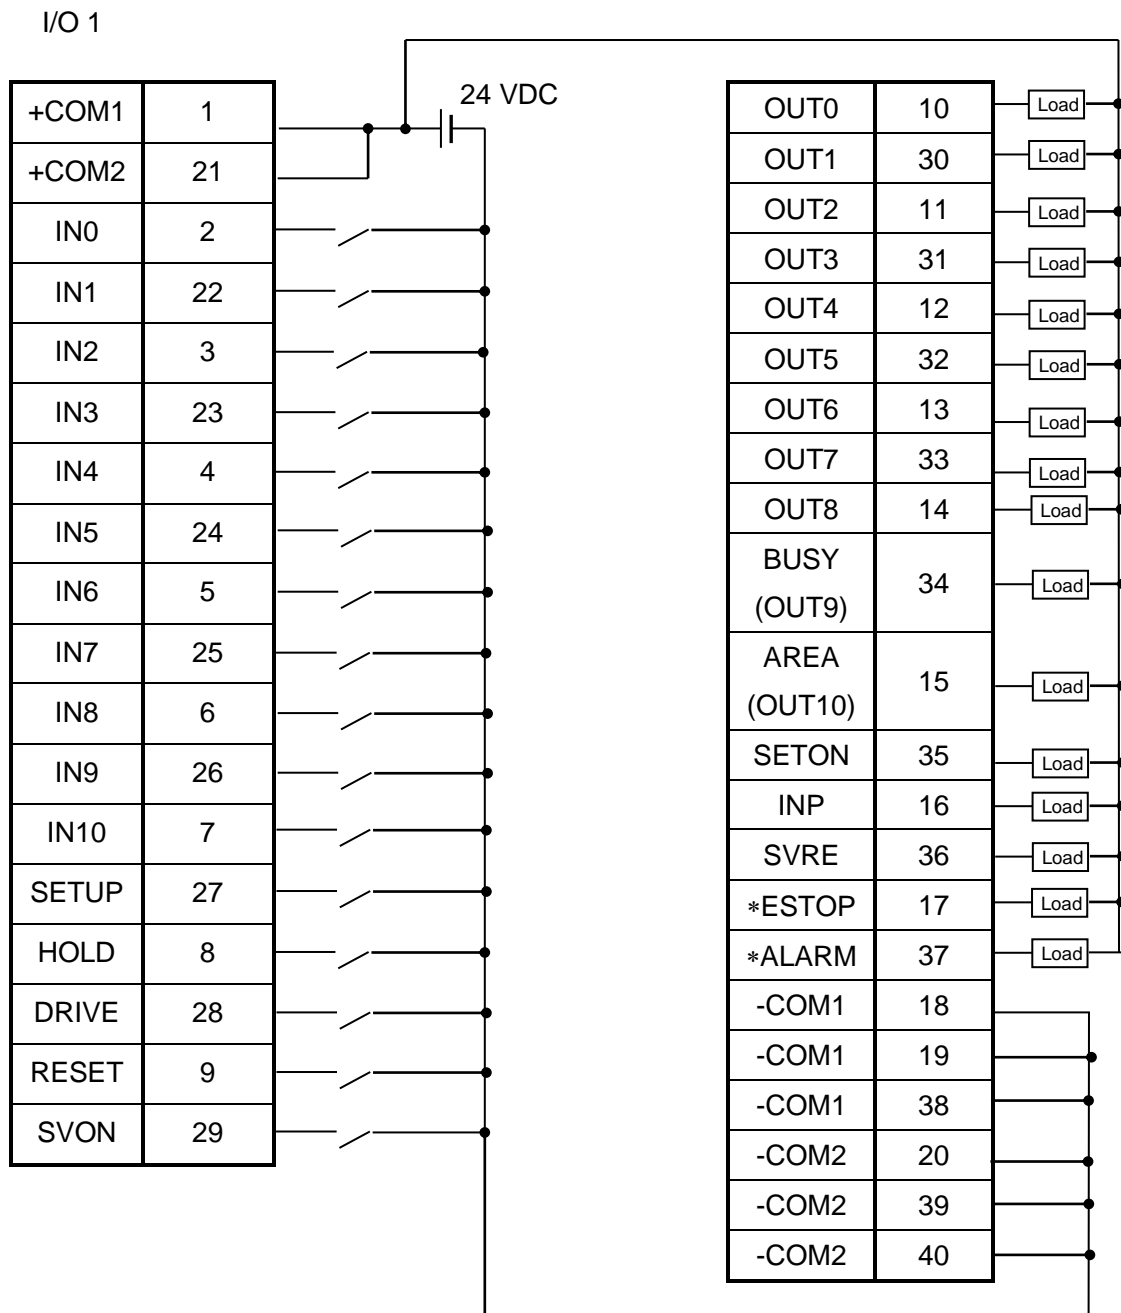 I/O 1
24 VDC
+COM1 1
+COM2 21
IN0 2
IN1 22
IN2 3
IN3 23
IN4 4
IN5 24
IN6 5
IN7 25
IN8 6
IN9 26
IN10 7
SETUP 27
HOLD 8
DRIVE 28
RESET 9
SVON 29
OUT0 10 Load
OUT1 30 Load
OUT2 11 Load
OUT3 31 Load
OUT4 12 Load
OUT5 32 Load
OUT6 13 Load
OUT7 33 Load
OUT8 14 Load
BUSY
(OUT9) 34 Load
AREA
(OUT10) 15 Load
SETON 35 Load
INP 16 Load
SVRE 36 Load
*ESTOP 17 Load
*ALARM 37 Load
-COM1 18
-COM1 19
-COM1 38
-COM2 20
-COM2 39
-COM2 40